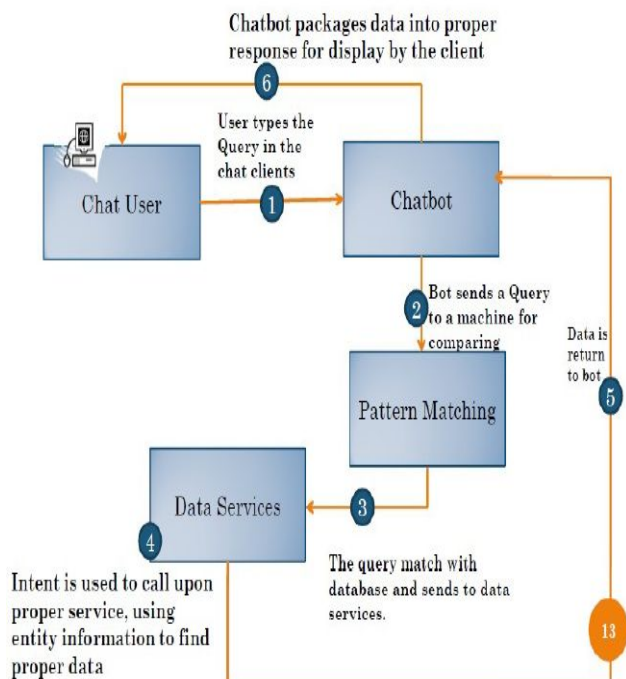 Chatbot packages data into proper
response for display by the client
6
User types the
Query in the
chat clients
Chat User
1
Chatbot
2
Bot sends a Query
to a machine for
comparing
Data is
return
to bot
5
Pattern Matching
Data Services
3
4
The query match with
database and sends to data
services.
Intent is used to call upon
proper service, using
entity information to find
proper data
13